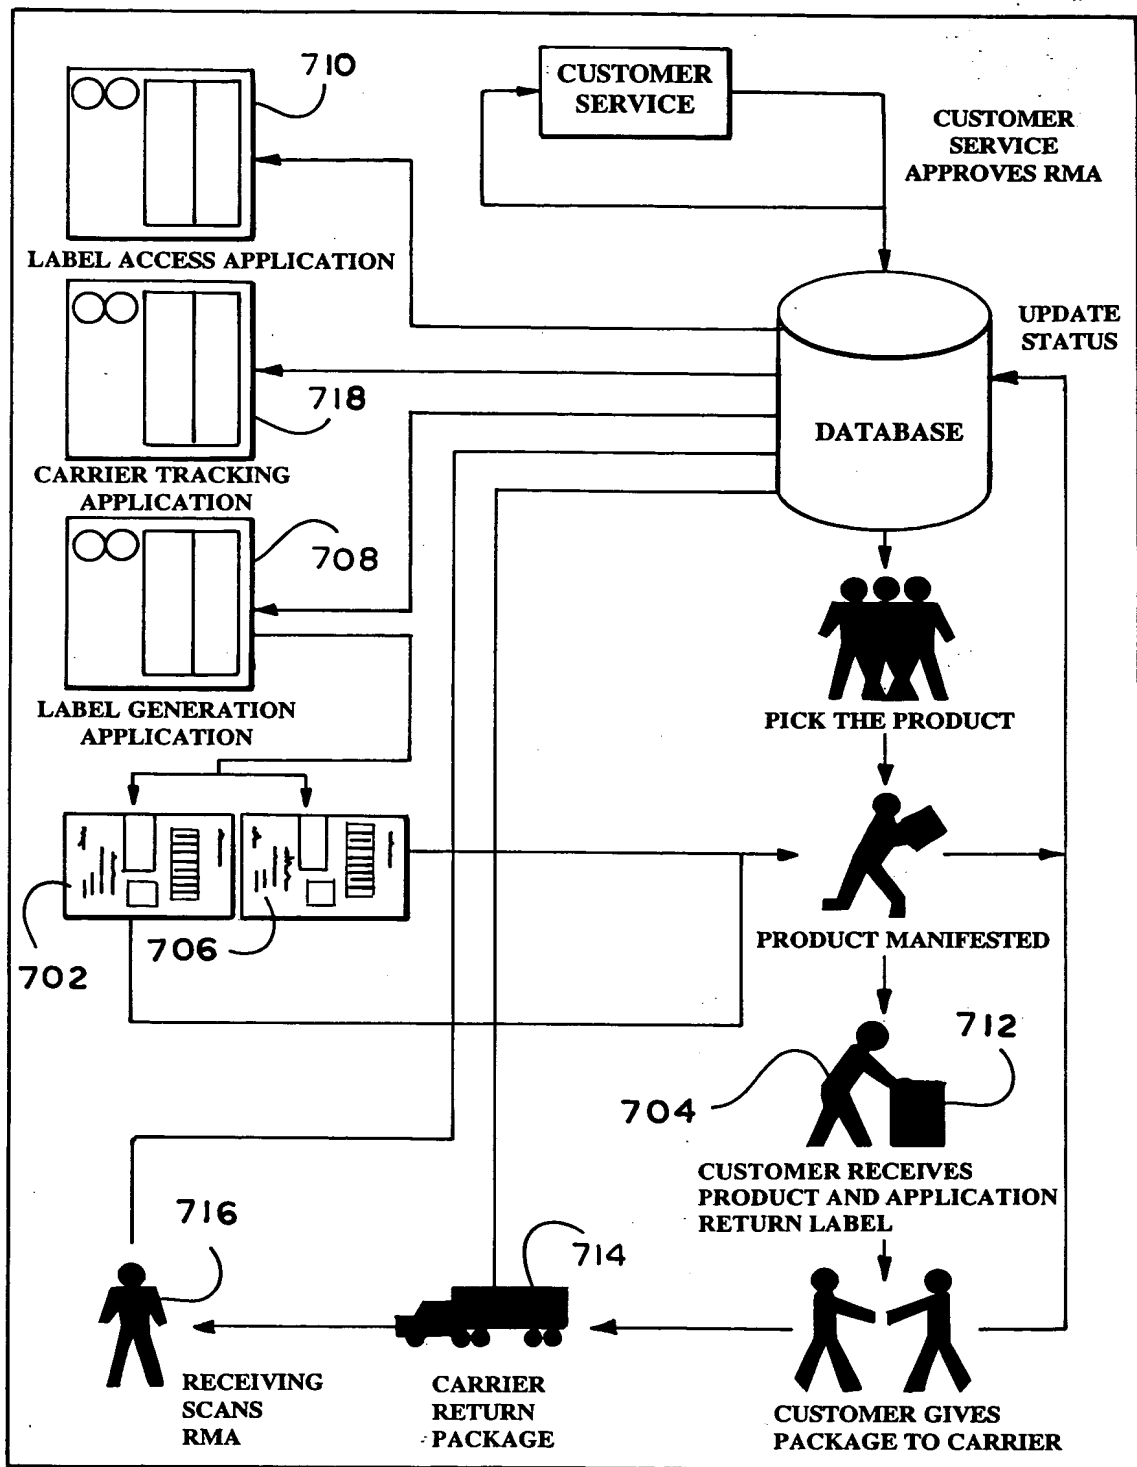 710
CUSTOMER
SERVICE
CUSTOMER
SERVICE
APPROVES RMA
LABEL ACCESS APPLICATION
UPDATE
STATUS
718
DATABASE
CARRIER TRACKING
APPLICATION
708
LABEL GENERATION
APPLICATION
PICK THE PRODUCT
702
706
PRODUCT MANIFESTED
712
704
CUSTOMER RECEIVES
PRODUCT AND APPLICATION
RETURN LABEL
716
714
RECEIVING
SCANS
RMA
CARRIER
RETURN
PACKAGE
CUSTOMER GIVES
PACKAGE TO CARRIER